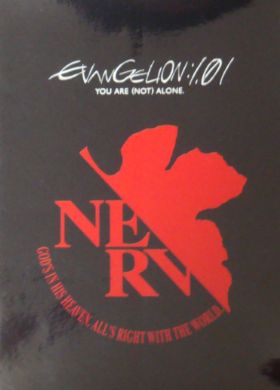 EVANGELION:1.01
YOU ARE (NOT) ALONE.
NERV
GOD'S IN HIS HEAVEN. ALL'S RIGHT WITH THE WORLD.